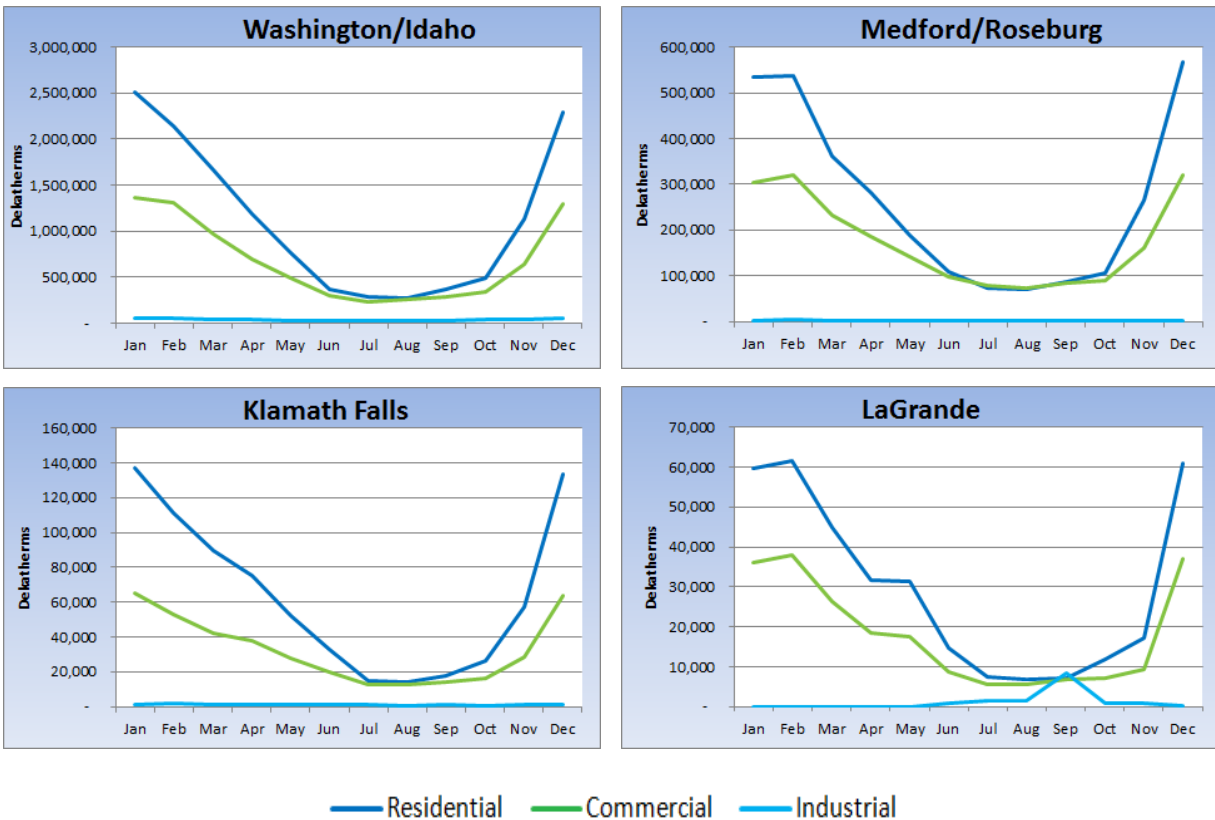 Washington/Idaho
Dekatherms
3,000,000
2,500,000
2,000,000
1,500,000
1,000,000
500,000
-
Jan Feb Mar Apr May Jun Jul Aug Sep Oct Nov Dec
Medford/Roseburg
Dekatherms
600,000
500,000
400,000
300,000
200,000
100,000
-
Jan Feb Mar Apr May Jun Jul Aug Sep Oct Nov Dec
Klamath Falls
Dekatherms
160,000
140,000
120,000
100,000
80,000
60,000
40,000
20,000
-
Jan Feb Mar Apr May Jun Jul Aug Sep Oct Nov Dec
LaGrande
Dekatherms
70,000
60,000
50,000
40,000
30,000
20,000
10,000
-
Jan Feb Mar Apr May Jun Jul Aug Sep Oct Nov Dec
Residential Commercial Industrial